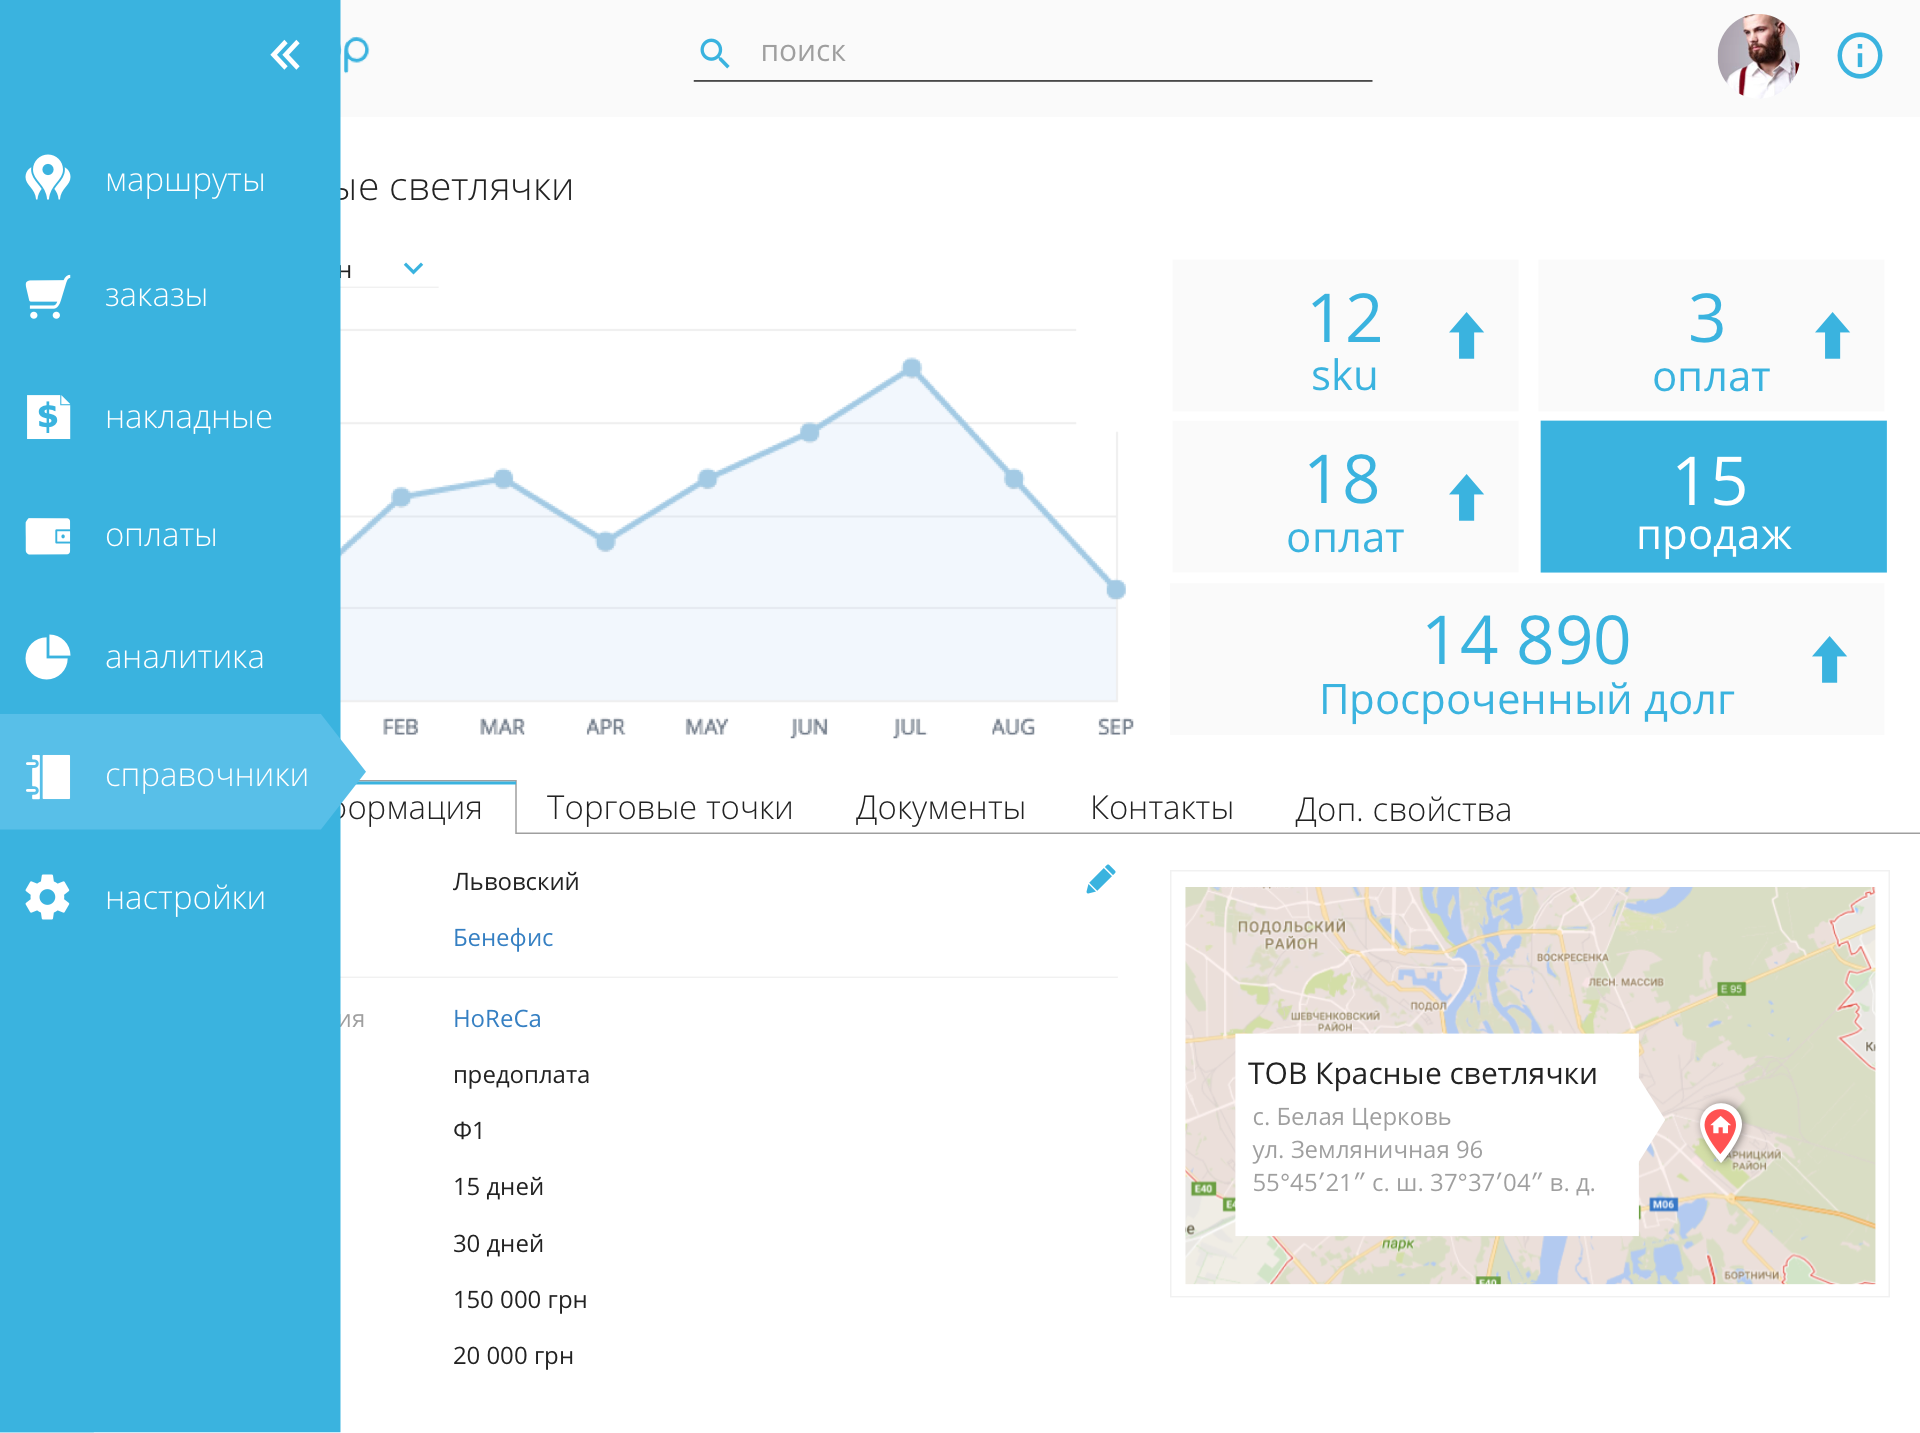 поиск
маршруты
заказы
накладные
оплаты
аналитика
справочники
настройки
ые светлячки
н
FEB MAR APR MAY JUN JUL AUG SEP
12
sku
3
оплат
18
оплат
15
продаж
14 890
Просроченный долг
формация Торговые точки Документы Контакты Доп. свойства
Львовский
Бенефис
ия HoReCa
предоплата
Ф1
15 дней
30 дней
150 000 грн
20 000 грн
ПОДОЛЬСКИЙ
РАЙОН
ВОСКРЕСЕНКА
ЛЕСН. МАССИВ
E 95
ПОДОЛ
ШЕВЧЕНКОВСКИЙ
РАЙОН
ТОВ Красные светлячки
с. Белая Церковь
ул. Земляничная 96
55°45′21″ с. ш. 37°37′04″ в. д.
АРНИЦКИЙ
РАЙОН
E40
M06
парк
E40
БОРТНИЧИ